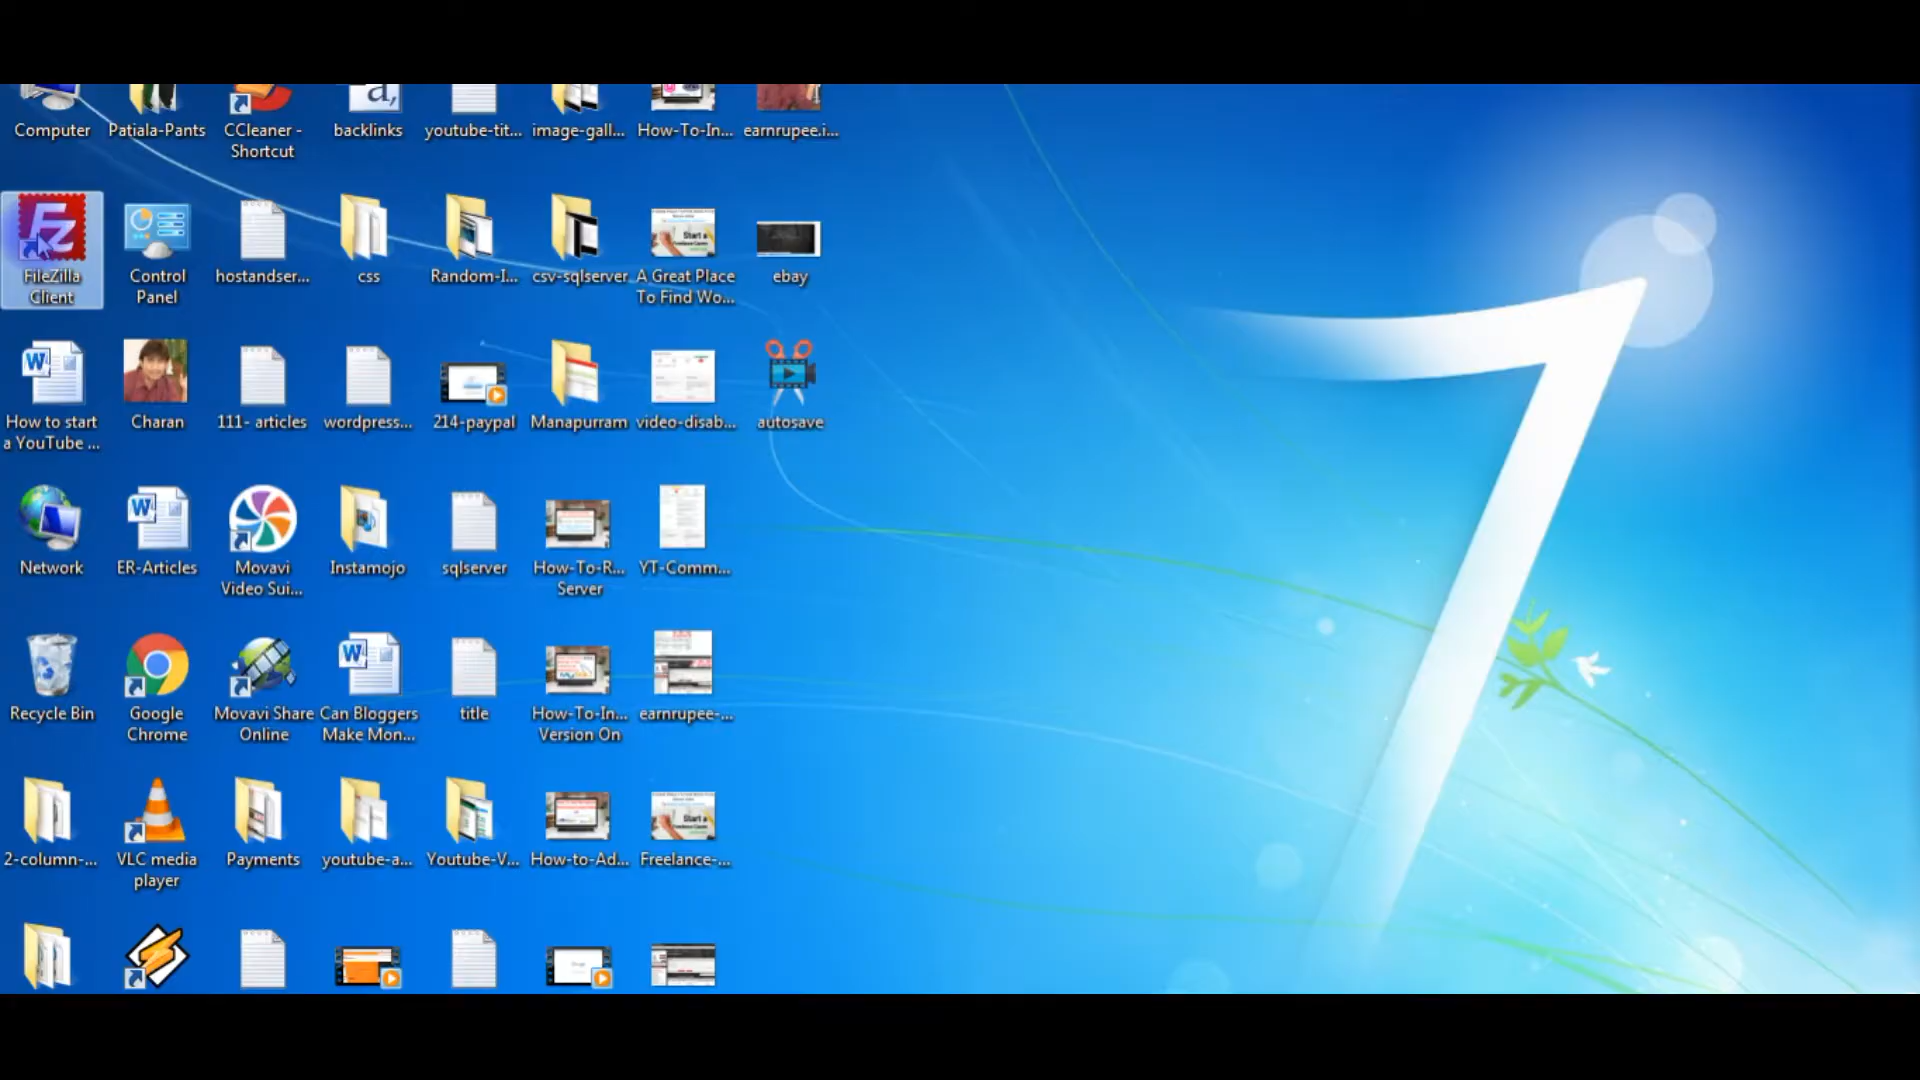 Computer
Patiala-Pants
CCleaner -
Shortcut
backlinks
youtube-tit...
image-gall...
How-To-In...
earnrupee.i...
FileZilla
Client
Control
Panel
hostandser...
css
Random-I...
csv-sqlserver
A Great Place
To Find Wo...
ebay
How to start
a YouTube ...
Charan
111- articles
wordpress...
214-paypal
Manapurram
video-disab...
autosave
Network
ER-Articles
Movavi
Video Sui...
Instamojo
sqlserver
How-To-R...
Server
YT-Comm...
Recycle Bin
Google
Chrome
Movavi Share
Online
Can Bloggers
Make Mon...
title
How-To-In...
Version On
earnrupee-...
2-column-...
VLC media
player
Payments
youtube-a...
Youtube-V...
How-to-Ad...
Freelance-...